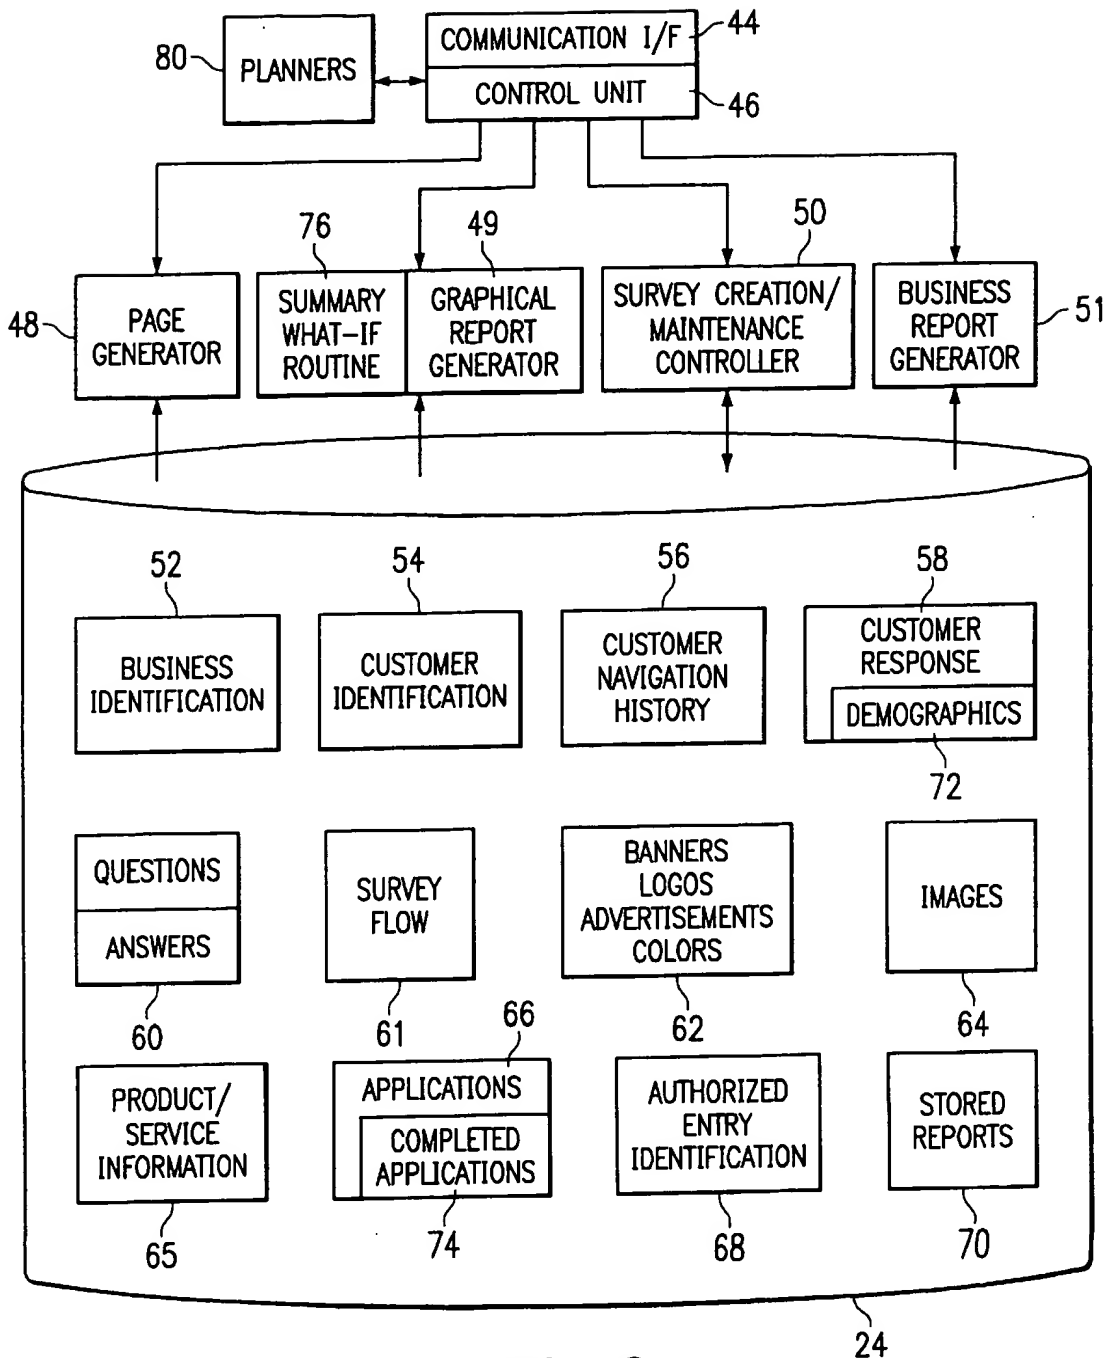 COMMUNICATION I/F
44
80
PLANNERS
CONTROL UNIT
46
76
49
50
48
PAGE
GENERATOR
SUMMARY
WHAT-IF
ROUTINE
GRAPHICAL
REPORT
GENERATOR
SURVEY CREATION/
MAINTENANCE
CONTROLLER
BUSINESS
REPORT
GENERATOR
51
52
54
56
58
BUSINESS
IDENTIFICATION
CUSTOMER
IDENTIFICATION
CUSTOMER
NAVIGATION
HISTORY
CUSTOMER
RESPONSE
DEMOGRAPHICS
72
QUESTIONS
ANSWERS
SURVEY
FLOW
BANNERS
LOGOS
ADVERTISEMENTS
COLORS
IMAGES
60
61
66
62
64
PRODUCT/
SERVICE
INFORMATION
APPLICATIONS
COMPLETED
APPLICATIONS
AUTHORIZED
ENTRY
IDENTIFICATION
STORED
REPORTS
65
74
68
70
24